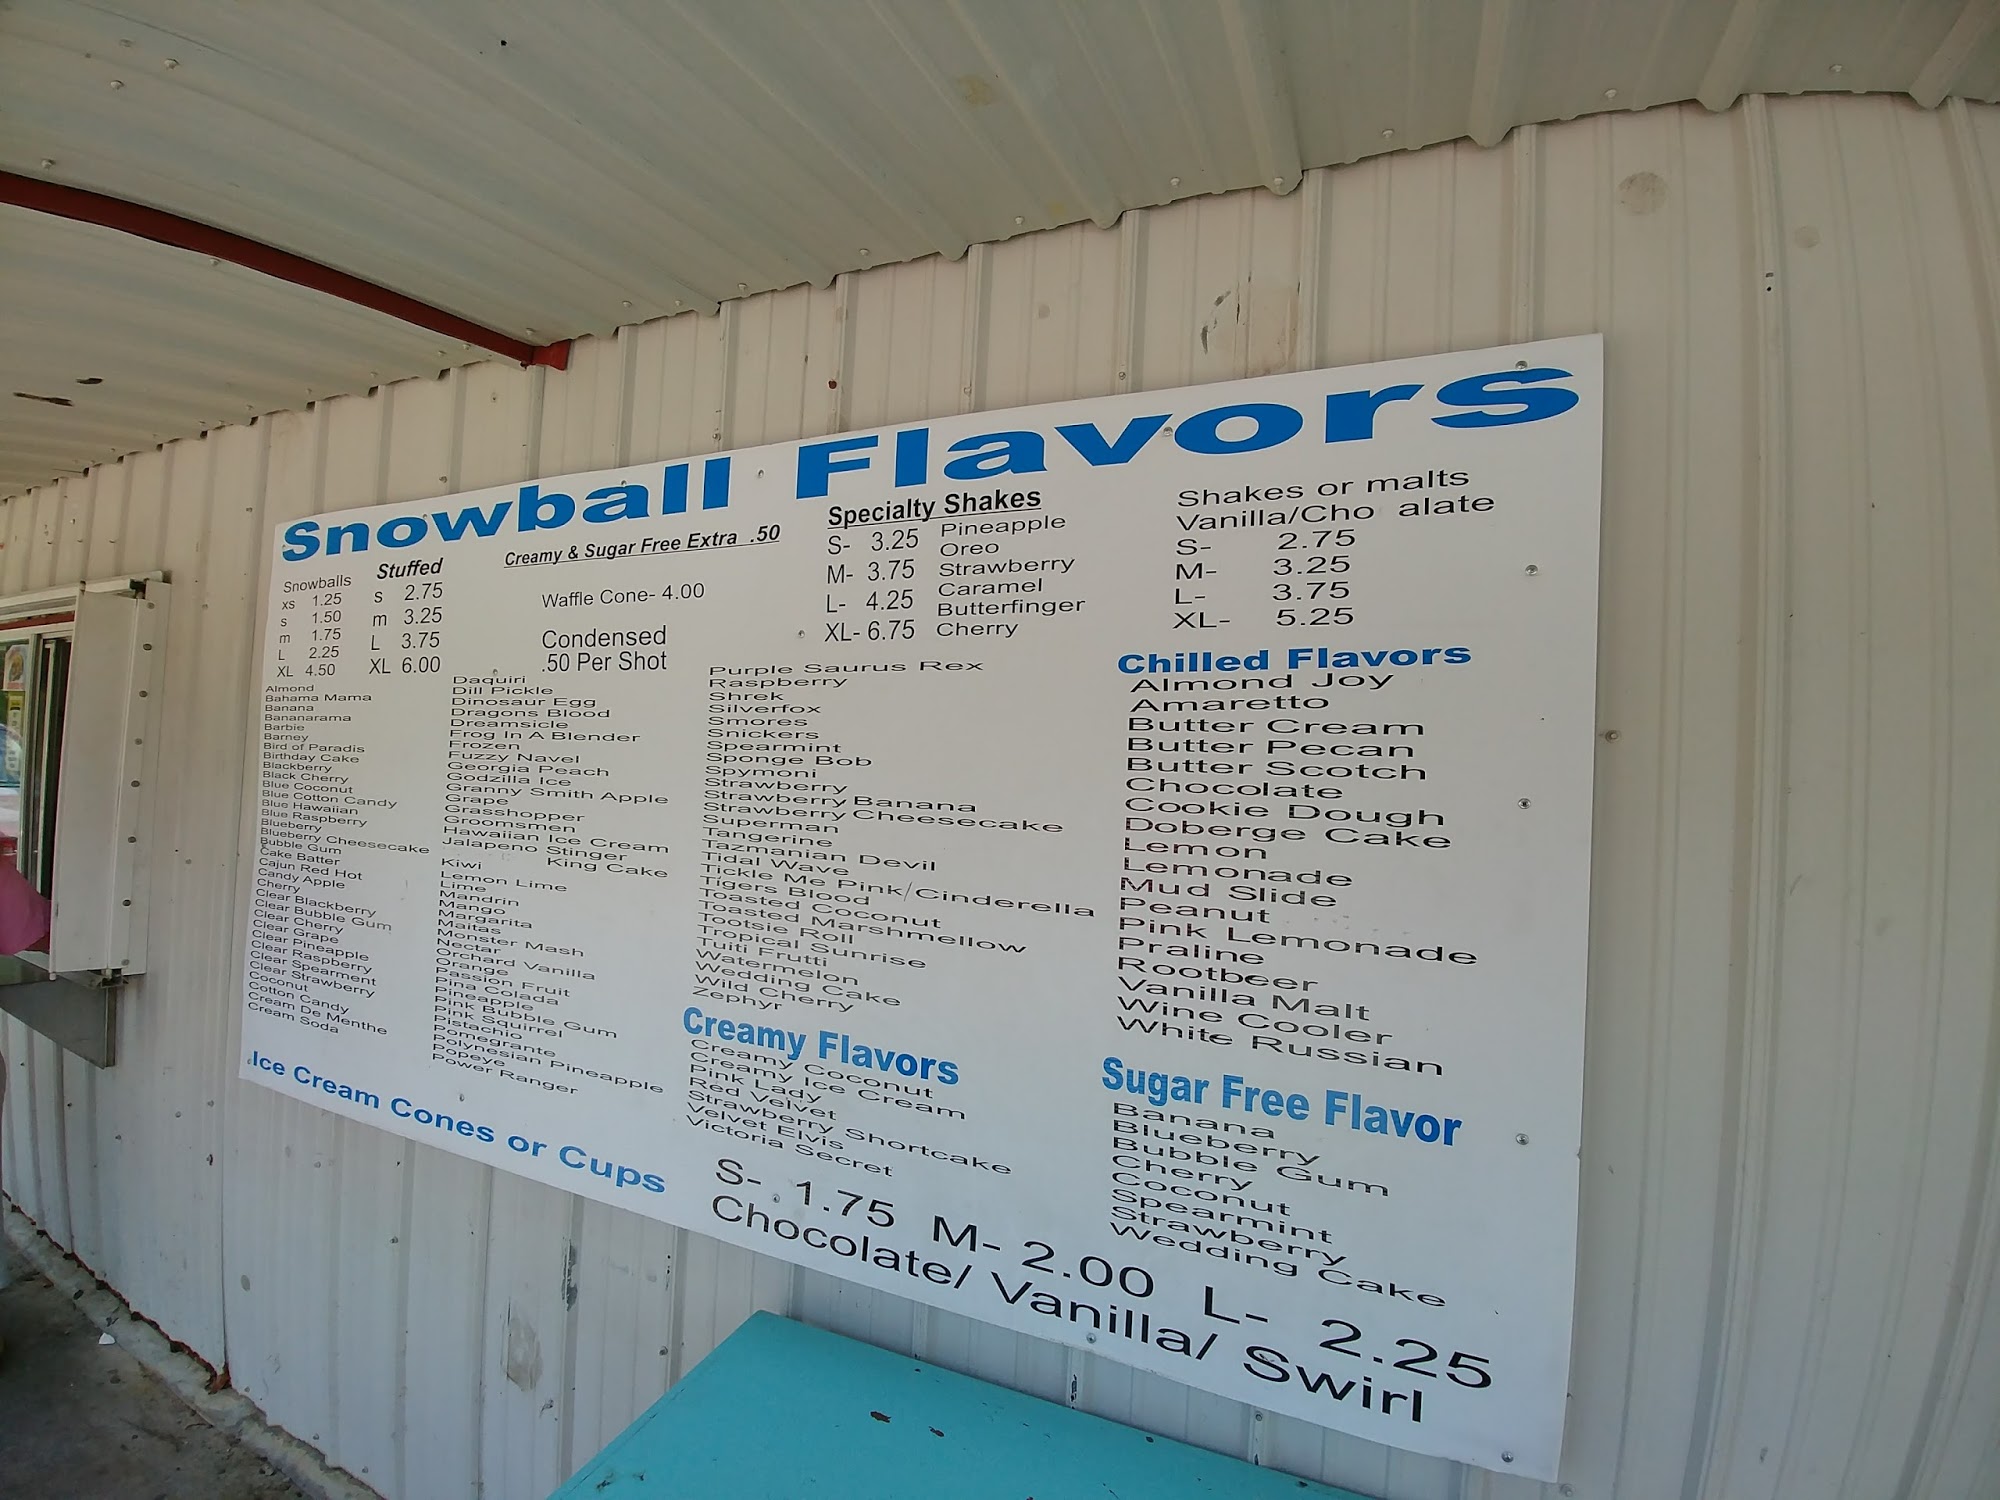 Snowball Flavors
Snowballs
xs 1.25
s 1.50
m 1.75
L 2.25
XL 4.50
Stuffed
s 2.75
m 3.25
L 3.75
XL 6.00
Creamy & Sugar Free Extra .50
Waffle Cone- 4.00
Condensed
.50 Per Shot
Specialty Shakes
S- 3.25
M- 3.75
L- 4.25
XL- 6.75
Pineapple
Oreo
Strawberry
Caramel
Butterfinger
Cherry
Shakes or malts
Vanilla/Cho alate
S- 2.75
M- 3.25
L- 3.75
XL- 5.25
Almond
Bahama Mama
Banana
Bananarama
Barbie
Barney
Bird of Paradis
Birthday Cake
Blackberry
Black Cherry
Blue Coconut
Blue Cotton Candy
Blue Hawaiian
Blue Raspberry
Blueberry
Blueberry Cheesecake
Bubble Gum
Cake Batter
Cajun Red Hot
Candy Apple
Cherry
Clear Blackberry
Clear Bubble Gum
Clear Cherry
Clear Grape
Clear Pineapple
Clear Raspberry
Clear Spearment
Clear Strawberry
Coconut
Cotton Candy
Cream De Menthe
Cream Soda
Daquiri
Dill Pickle
Dinosaur Egg
Dragons Blood
Dreamsicle
Frog In A Blender
Frozen
Fuzzy Navel
Georgia Peach
Godzilla Ice
Granny Smith Apple
Grape
Grasshopper
Groomsmen
Hawaiian Ice Cream
Jalapeno Stinger
Kiwi King Cake
Lemon Lime
Lime
Mandrin
Mango
Margarita
Maitas
Monster Mash
Nectar
Orchard Vanilla
Orange
Passion Fruit
Pina Colada
Pineapple
Pink Bubble Gum
Pink Squirrel
Pistachio
Pomegrante
Polynesian Pineapple
Popeye
Power Ranger
Purple Saurus Rex
Raspberry
Shrek
Silverfox
Smores
Snickers
Spearmint
Sponge Bob
Spymoni
Strawberry
Strawberry Banana
Strawberry Cheesecake
Superman
Tangerine
Tazmanian Devil
Tidal Wave
Tickle Me Pink/Cinderella
Tigers Blood
Toasted Coconut
Toasted Marshmellow
Tootsie Roll
Tropical Sunrise
Tuiti Frutti
Watermelon
Wedding Cake
Wild Cherry
Zephyr
Creamy Flavors
Creamy Coconut
Creamy Ice Cream
Pink Lady
Red Velvet
Strawberry Shortcake
Velvet Elvis
Victoria Secret
Chilled Flavors
Almond Joy
Amaretto
Butter Cream
Butter Pecan
Butter Scotch
Chocolate
Cookie Dough
Doberge Cake
Lemon
Lemonade
Mud Slide
Peanut
Pink Lemonade
Praline
Rootbeer
Vanilla Malt
Wine Cooler
White Russian
Sugar Free Flavor
Banana
Blueberry
Bubble Gum
Cherry
Coconut
Spearmint
Strawberry
Wedding Cake
Ice Cream Cones or Cups
S- 1.75 M- 2.00 L- 2.25
Chocolate/ Vanilla/ Swirl